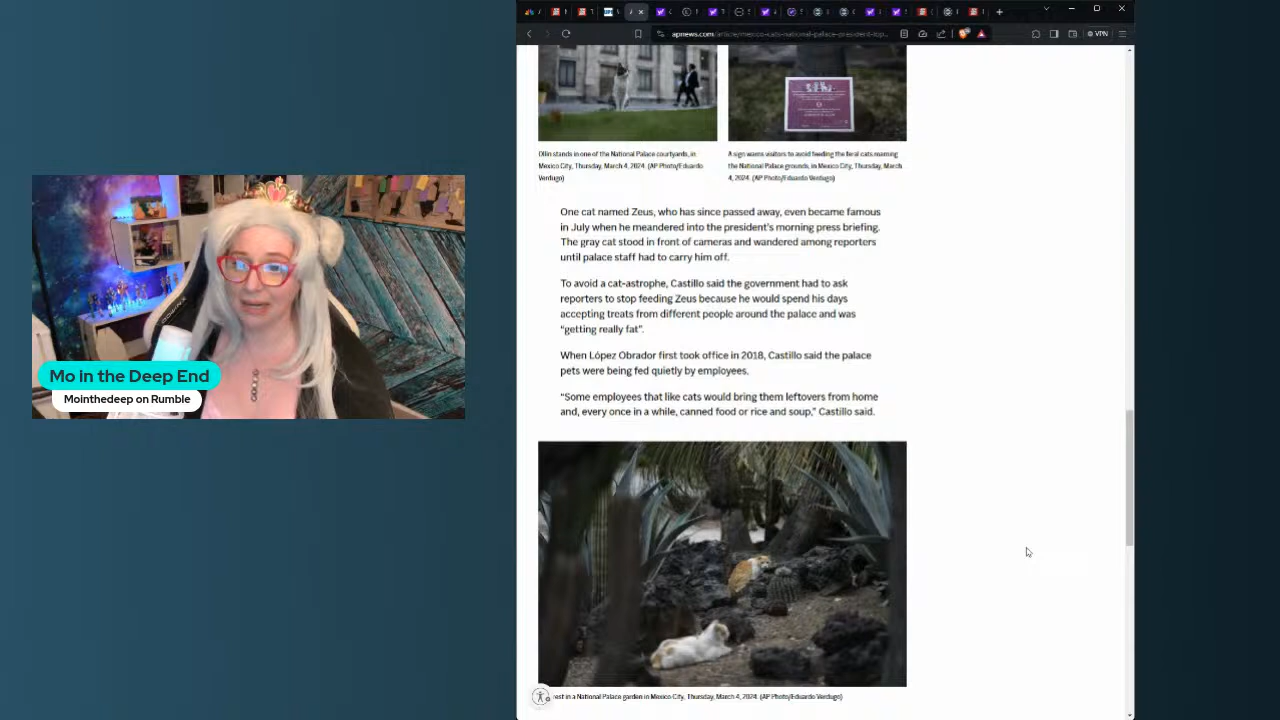 apnews.com/article/mexico-cats-national-palace-president-top...
VPN
Ollin stands in one of the National Palace courtyards, in
Mexico City, Thursday, March 4, 2024. (AP Photo/Eduardo
Verdugo)
A sign warns visitors to avoid feeding the feral cats roaming
the National Palace grounds, in Mexico City, Thursday, March
4, 2024. (AP Photo/Eduardo Verdugo)
One cat named Zeus, who has since passed away, even became famous
in July when he meandered into the president's morning press briefing.
The gray cat stood in front of cameras and wandered among reporters
until palace staff had to carry him off.
To avoid a cat-astrophe, Castillo said the government had to ask
reporters to stop feeding Zeus because he would spend his days
accepting treats from different people around the palace and was
"getting really fat".
When López Obrador first took office in 2018, Castillo said the palace
pets were being fed quietly by employees.
"Some employees that like cats would bring them leftovers from home
and, every once in a while, canned food or rice and soup," Castillo said.
rest in a National Palace garden in Mexico City, Thursday, March 4, 2024. (AP Photo/Eduardo Verdugo)
Mo in the Deep End
Mointhedeep on Rumble